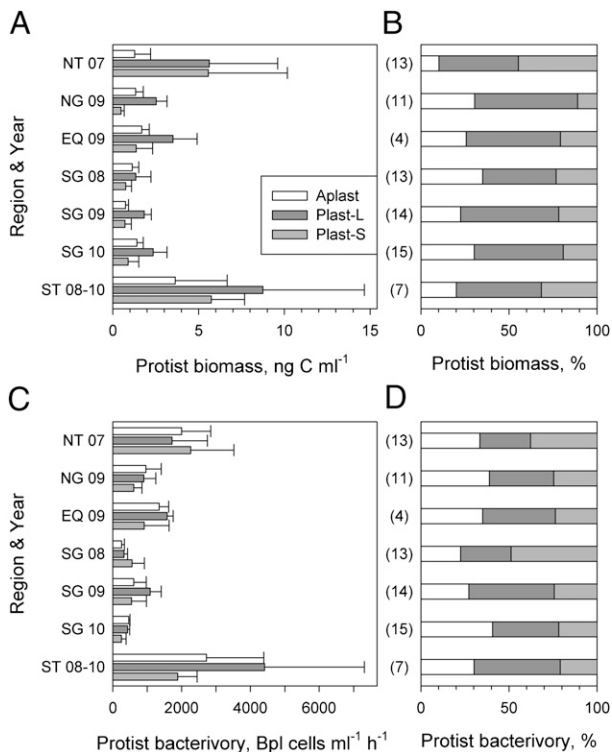 A
B
Region & Year
NT 07
NG 09
EQ 09
SG 08
SG 09
SG 10
ST 08-10
Aplast
Plast-L
Plast-S
0 5 10 15
Protist biomass, ng C ml⁻¹
(13)
(11)
(4)
(13)
(14)
(15)
(7)
0 50 100
Protist biomass, %
C
D
Region & Year
NT 07
NG 09
EQ 09
SG 08
SG 09
SG 10
ST 08-10
0 2000 4000 6000
Protist bacterivory, Bpl cells ml⁻¹ h⁻¹
(13)
(11)
(4)
(13)
(14)
(15)
(7)
0 50 100
Protist bacterivory, %